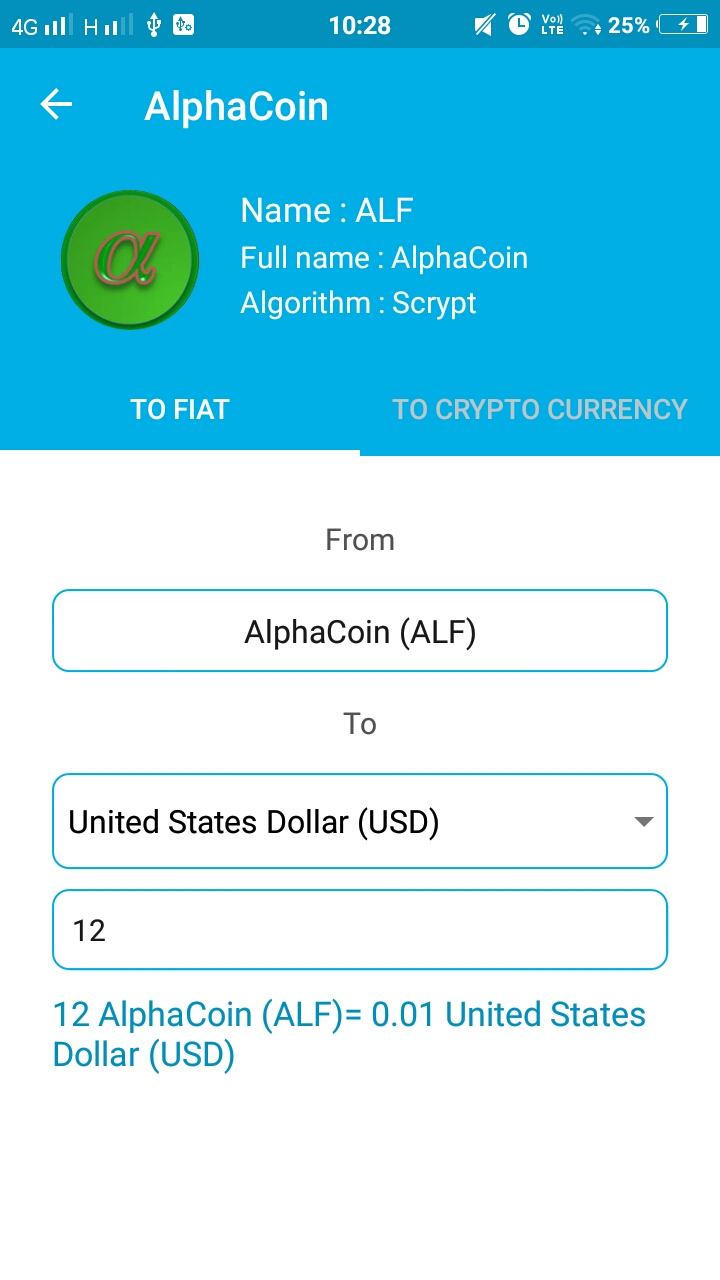 4G H 10:28 Vo)) LTE 25%
AlphaCoin
α
Name : ALF
Full name : AlphaCoin
Algorithm : Scrypt
TO FIAT TO CRYPTO CURRENCY
From
AlphaCoin (ALF)
To
United States Dollar (USD)
12
12 AlphaCoin (ALF)= 0.01 United States
Dollar (USD)